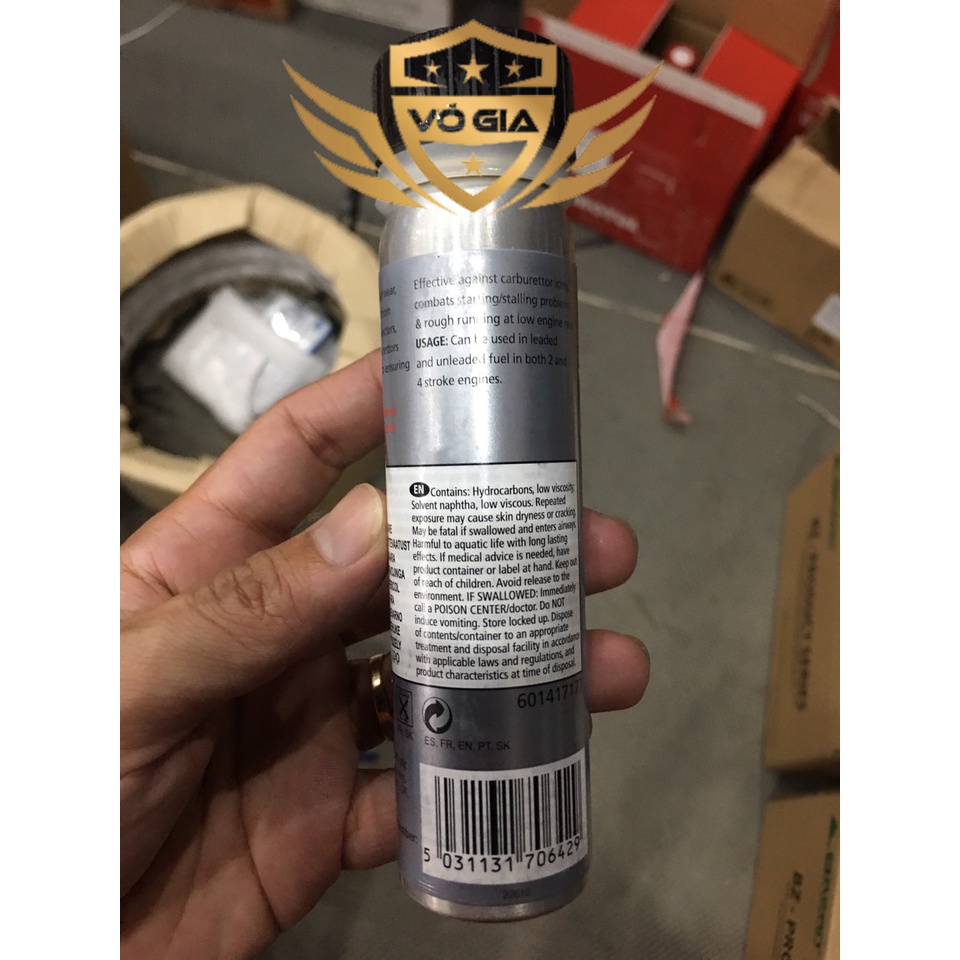 VÕ GIA
Effective against carburettor icing
combats starting/stalling problems
& rough running at low engine
USAGE: Can be used in leaded
and unleaded fuel in both 2 and
4 stroke engines.
ensuring
EN Contains: Hydrocarbons, low viscosity;
Solvent naphtha, low viscous. Repeated
exposure may cause skin dryness or cracking.
May be fatal if swallowed and enters airways.
Harmful to aquatic life with long lasting
effects. If medical advice is needed, have
product container or label at hand. Keep out
of reach of children. Avoid release to the
environment. IF SWALLOWED: Immediately
call a POISON CENTER/doctor. Do NOT
induce vomiting. Store locked up. Dispose
of contents/container to an appropriate
treatment and disposal facility in accordance
with applicable laws and regulations, and
product characteristics at time of disposal.
60141717
ES, FR, EN, PT, SK
5 031131 706429